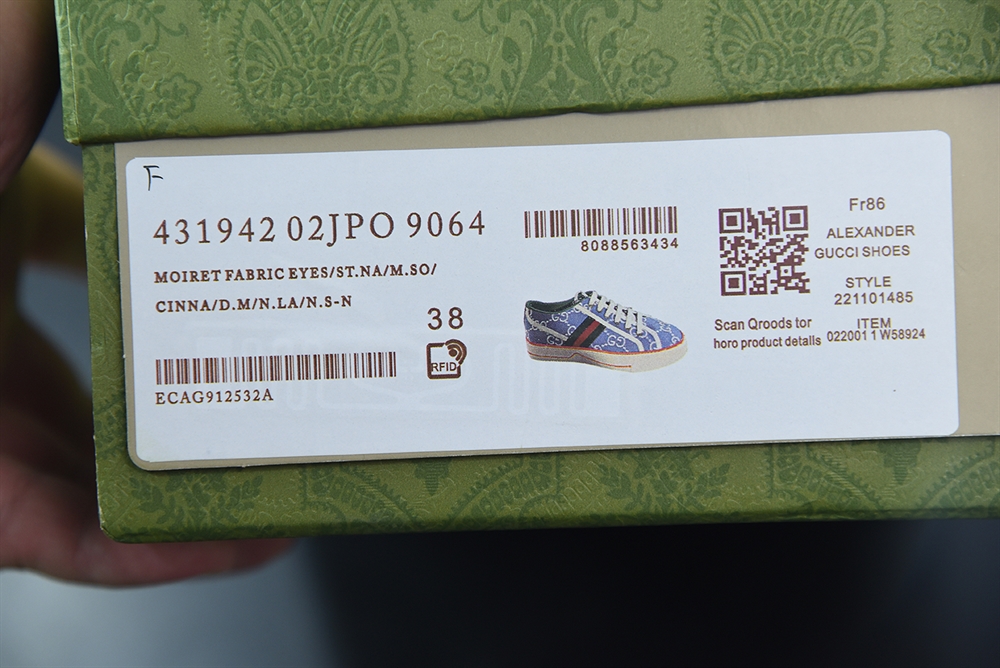 F
431942 02JPO 9064
MOIRET FABRIC EYES/ST.NA/M.SO/
CINNA/D.M/N.LA/N.S-N
38
RFID
ECAG912532A
8088563434
Scan Qroods tor
horo product details
Fr86
ALEXANDER
GUCCI SHOES
STYLE
221101485
ITEM
022001 1 W58924